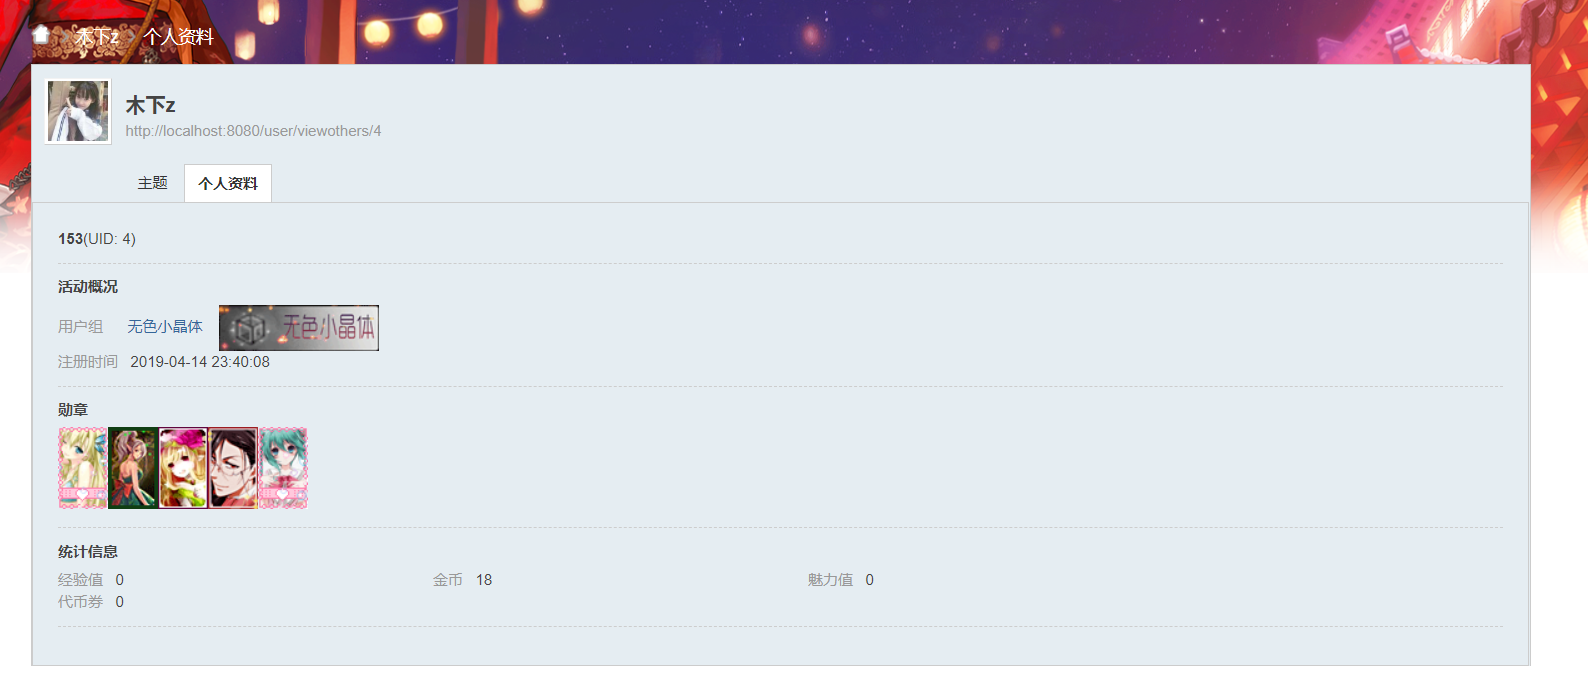 木下z 个人资料
木下z
http://localhost:8080/user/viewothers/4
主题 个人资料
153(UID: 4)
活动概况
用户组 无色小晶体 无色小晶体
注册时间 2019-04-14 23:40:08
勋章
统计信息
经验值 0 金币 18 魅力值 0
代币券 0